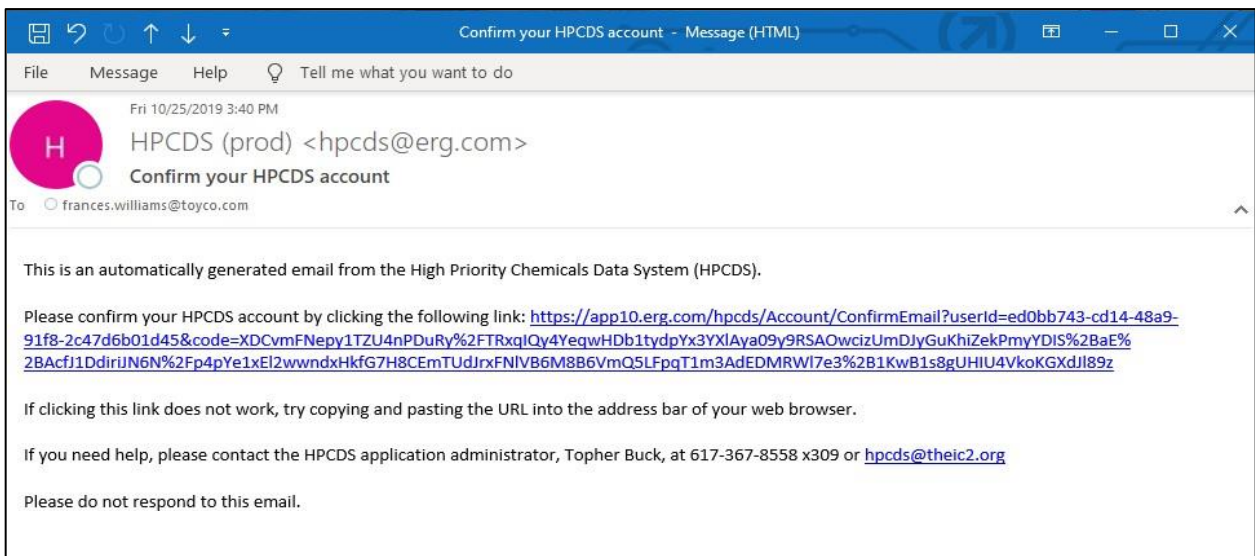 Confirm your HPCDS account - Message (HTML)
File Message Help Tell me what you want to do
Fri 10/25/2019 3:40 PM
H
HPCDS (prod) <hpcds@erg.com>
Confirm your HPCDS account
To frances.williams@toyco.com
This is an automatically generated email from the High Priority Chemicals Data System (HPCDS).
Please confirm your HPCDS account by clicking the following link: https://app10.erg.com/hpcds/Account/ConfirmEmail?userId=ed0bb743-cd14-48a9-
91f8-2c47d6b01d45&code=XDCvmFNepy1TZU4nPDuRy%2FTRxqIQy4YeqwHDb1tydpYx3YXlAya09y9RSAOwcizUmDJyGuKhiZekPmyYDIS%2BaE%
2BAcfJ1DdiriJN6N%2Fp4pYe1xEl2wwndxHkfG7H8CEmTUdJrxFNlVB6M8B6VmQ5LFpqT1m3AdEDMRWl7e3%2B1KwB1s8gUHIU4VkoKGXdJl89z
If clicking this link does not work, try copying and pasting the URL into the address bar of your web browser.
If you need help, please contact the HPCDS application administrator, Topher Buck, at 617-367-8558 x309 or hpcds@theic2.org
Please do not respond to this email.